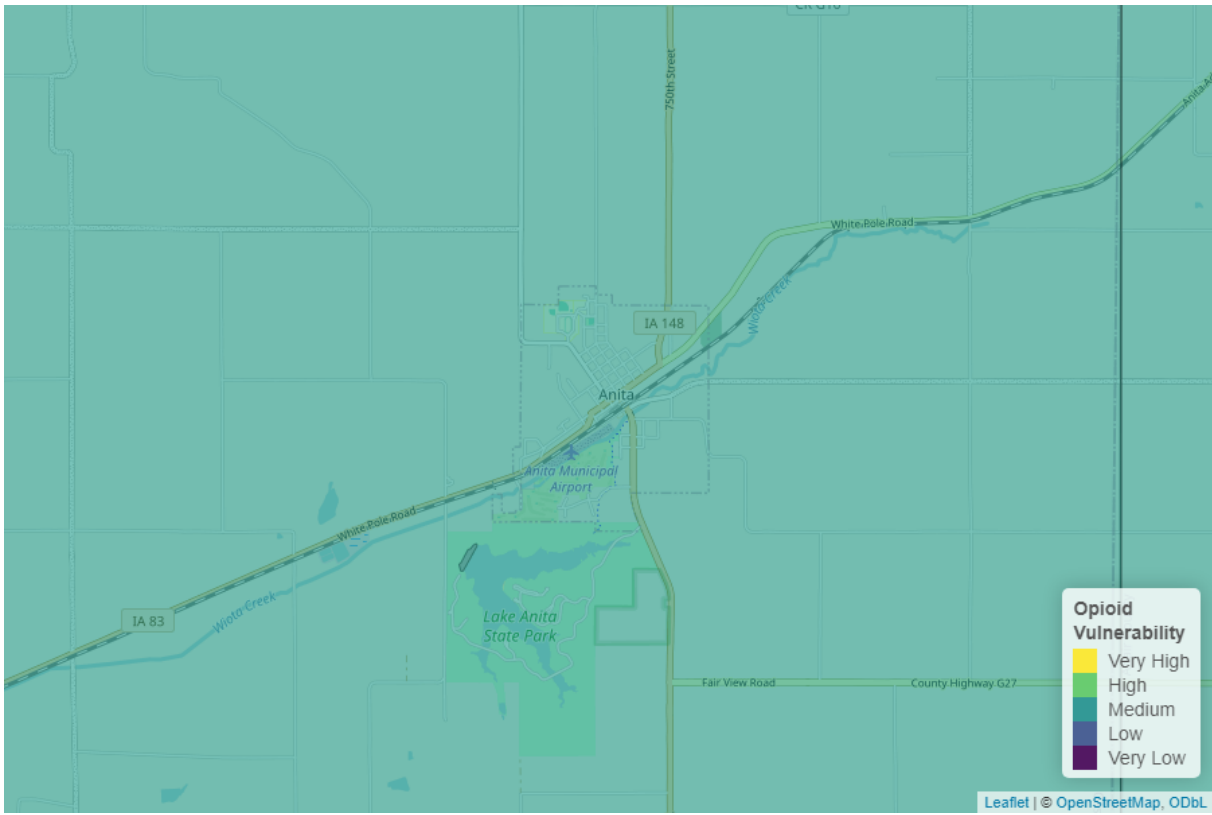 CR G16
750th Street
Anita Ad
White Pole Road
Wiota Creek
IA 148
Anita
Anita Municipal
Airport
White Pole Road
Wiota Creek
IA 83
Lake Anita
State Park
Fair View Road
County Highway G27
Opioid
Vulnerability
Very High
High
Medium
Low
Very Low
Leaflet | © OpenStreetMap, ODbL